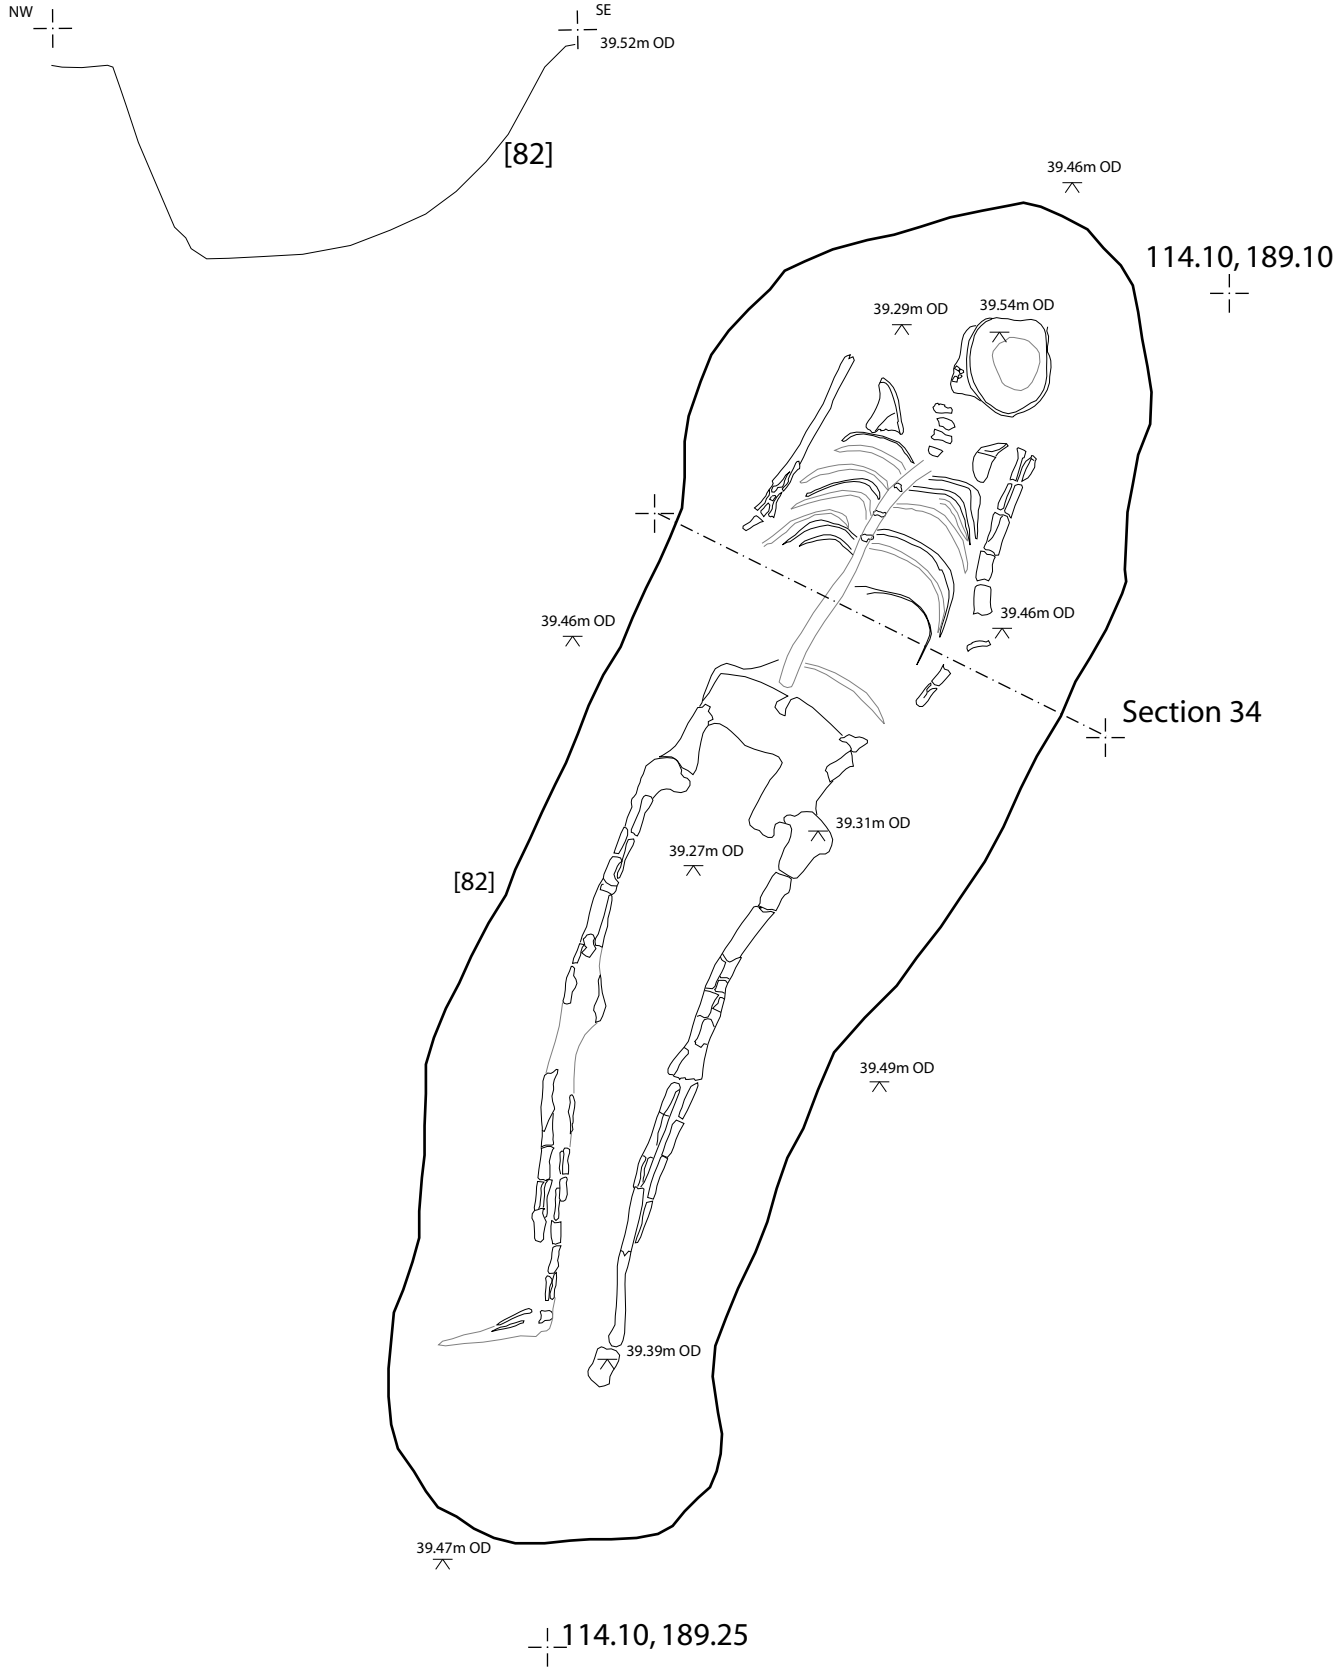 NW
SE
39.52m OD
[82]
39.46m OD
114.10, 189.10
39.29m OD
39.54m OD
39.46m OD
39.46m OD
Section 34
39.31m OD
39.27m OD
[82]
39.49m OD
39.39m OD
39.47m OD
114.10, 189.25